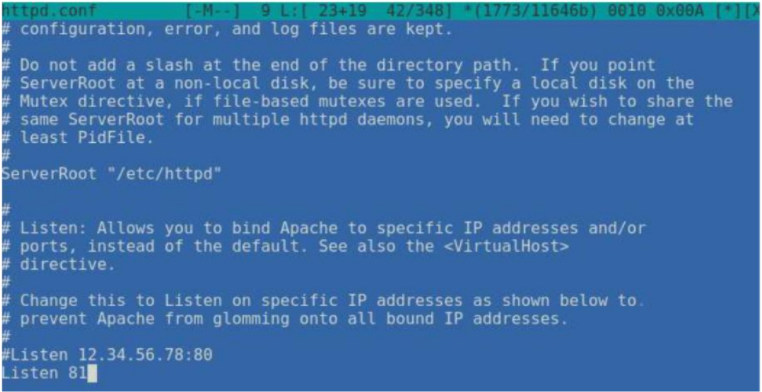 httpd.conf [-M--] 9 L:[ 23+19 42/348] *(1773/11646b) 0010 0x00A [*][X
# configuration, error, and log files are kept.
#
# Do not add a slash at the end of the directory path. If you point
# ServerRoot at a non-local disk, be sure to specify a local disk on the
# Mutex directive, if file-based mutexes are used. If you wish to share the
# same ServerRoot for multiple httpd daemons, you will need to change at
# least PidFile.
#
ServerRoot "/etc/httpd"
#
# Listen: Allows you to bind Apache to specific IP addresses and/or
# ports, instead of the default. See also the <VirtualHost>
# directive.
#
# Change this to Listen on specific IP addresses as shown below to.
# prevent Apache from glomming onto all bound IP addresses.
#
#Listen 12.34.56.78:80
Listen 81